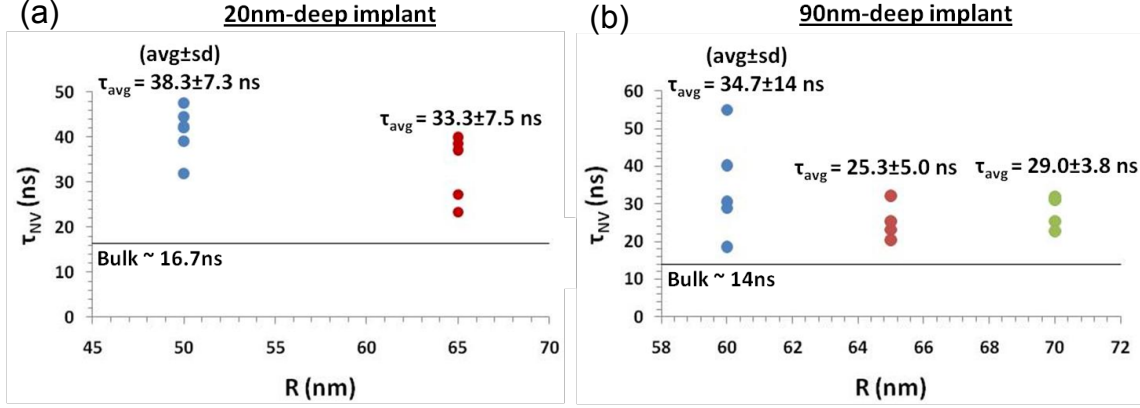 (a)
20nm-deep implant
(avg±sd)
τavg = 38.3±7.3 ns
τavg = 33.3±7.5 ns
50
40
30
20
10
0
τNV (ns)
Bulk ~ 16.7ns
45 50 55 60 65 70
R (nm)
(b)
90nm-deep implant
(avg±sd)
τavg = 34.7±14 ns
τavg = 25.3±5.0 ns
τavg = 29.0±3.8 ns
60
50
40
30
20
10
0
τNV (ns)
Bulk ~ 14ns
58 60 62 64 66 68 70 72
R (nm)